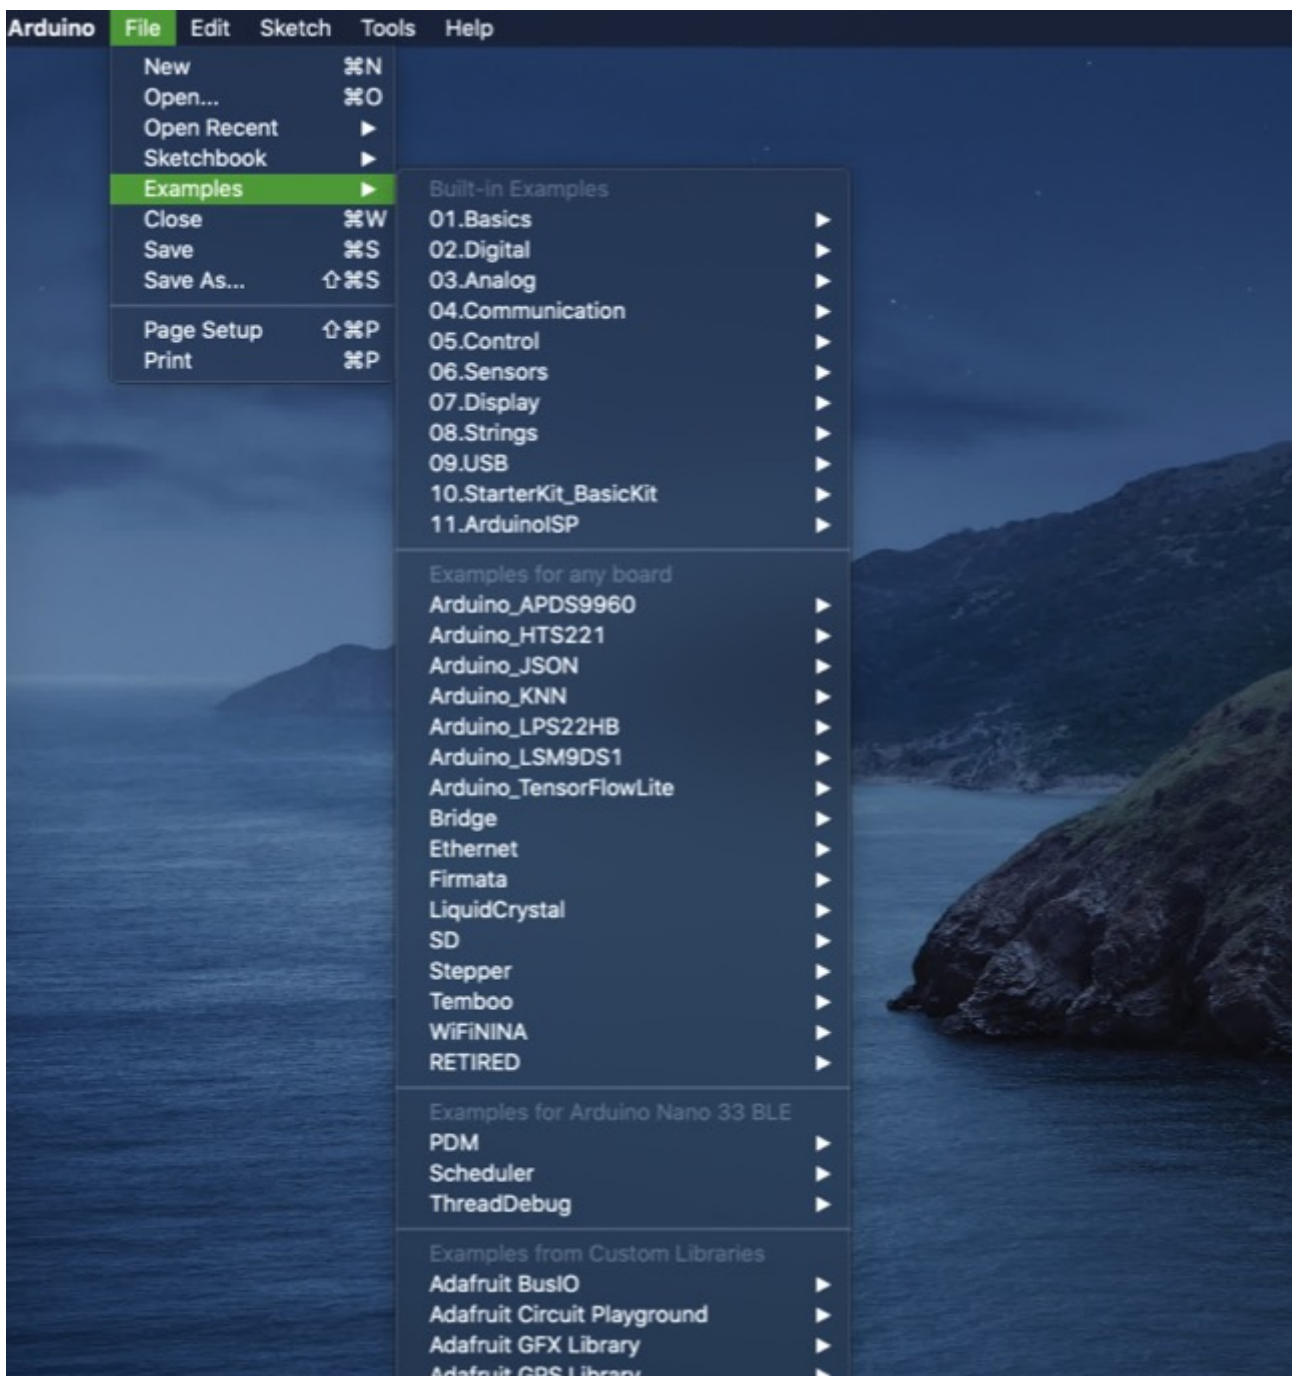 Arduino File Edit Sketch Tools Help
New ⌘N
Open... ⌘O
Open Recent ▶
Sketchbook ▶
Examples ▶
Close ⌘W
Save ⌘S
Save As... ⇧⌘S
Page Setup ⇧⌘P
Print ⌘P
Built-in Examples
01.Basics ▶
02.Digital ▶
03.Analog ▶
04.Communication ▶
05.Control ▶
06.Sensors ▶
07.Display ▶
08.Strings ▶
09.USB ▶
10.StarterKit_BasicKit ▶
11.ArduinoISP ▶
Examples for any board
Arduino_APDS9960 ▶
Arduino_HTS221 ▶
Arduino_JSON ▶
Arduino_KNN ▶
Arduino_LPS22HB ▶
Arduino_LSM9DS1 ▶
Arduino_TensorFlowLite ▶
Bridge ▶
Ethernet ▶
Firmata ▶
LiquidCrystal ▶
SD ▶
Stepper ▶
Temboo ▶
WiFiNINA ▶
RETIRED ▶
Examples for Arduino Nano 33 BLE
PDM ▶
Scheduler ▶
ThreadDebug ▶
Examples from Custom Libraries
Adafruit BusIO ▶
Adafruit Circuit Playground ▶
Adafruit GFX Library ▶
Adafruit GPS Library ▶